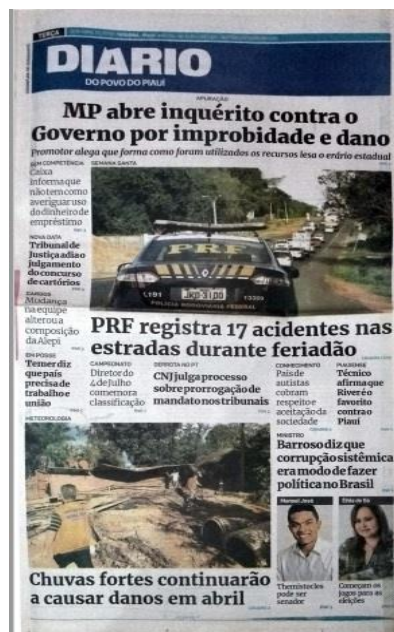 TERÇA
DIARIO
DO POVO DO PIAUÍ
APURAÇÃO
MP abre inquérito contra o
Governo por improbidade e dano
Promotor alega que forma como foram utilizados os recursos lesa o erário estadual
SEM COMPETÊNCIA
Caixa
informa que
não tem como
averiguar uso
do dinheiro de
empréstimo
NOVA DATA
Tribunal de
Justiça adia o
julgamento
do concurso
de cartórios
CARGOS
Mudança
na equipe
alterou a
composição
da Alepi
EM POSSE
Temer diz
que país
precisa de
trabalho e
união
SEMANA SANTA
PRF
POLÍCIA RODOVIÁRIA FEDERAL
PRF registra 17 acidentes nas
estradas durante feriadão
CAMPEONATO
Diretor do
4 de Julho
comemora
classificação
DERROTA NO PT
CNJ julga processo
sobre prorrogação de
mandato nos tribunais
CONHECIMENTO
Pais de
autistas
cobram
respeito e
aceitação da
sociedade
PIAUIENSE
Técnico
afirma que
River é o
favorito
contra o
Piauí
MINISTRO
Barroso diz que
corrupção sistêmica
era modo de fazer
política no Brasil
METEOROLOGIA
Chuvas fortes continuarão
a causar danos em abril
Themístocles
pode ser
senador
Começam os
jogos para as
eleições